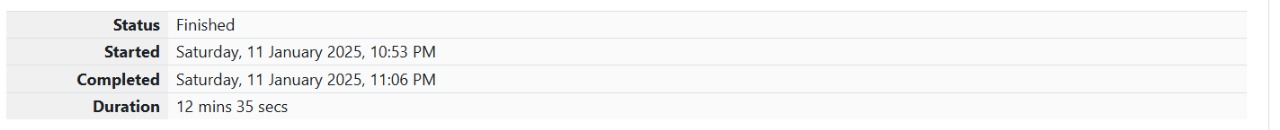 Status Finished
Started Saturday, 11 January 2025, 10:53 PM
Completed Saturday, 11 January 2025, 11:06 PM
Duration 12 mins 35 secs